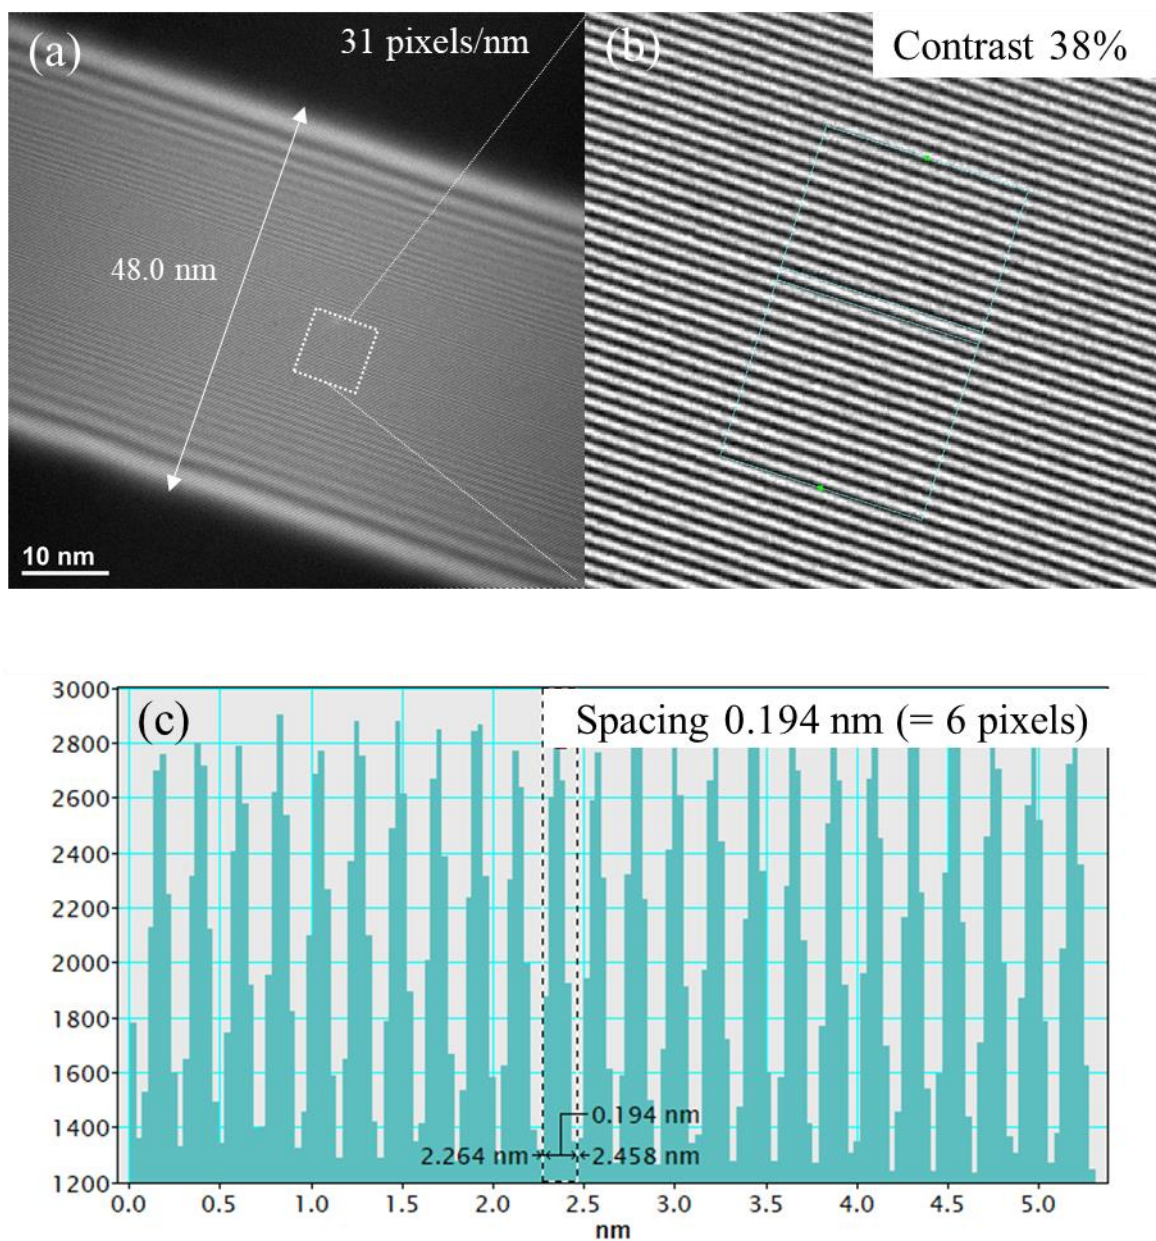 (a)
31 pixels/nm
48.0 nm
10 nm
(b)
Contrast 38%
(c)
Spacing 0.194 nm (= 6 pixels)
3000
2800
2600
2400
2200
2000
1800
1600
1400
1200
0.194 nm
2.264 nm
2.458 nm
0.0 0.5 1.0 1.5 2.0 2.5 3.0 3.5 4.0 4.5 5.0
nm